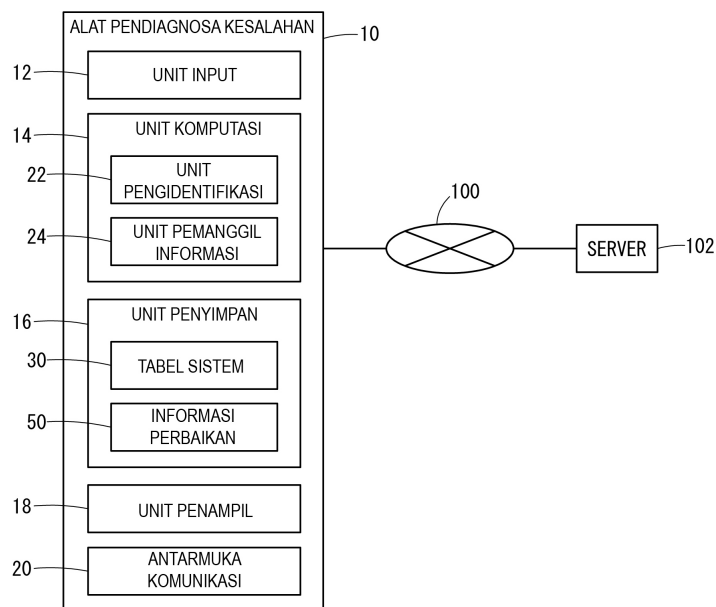 ALAT PENDIAGNOSA KESALAHAN
10
12
UNIT INPUT
14
UNIT KOMPUTASI
22
UNIT
PENGIDENTIFIKASI
24
UNIT PEMANGGIL
INFORMASI
100
SERVER
102
16
UNIT PENYIMPAN
30
TABEL SISTEM
50
INFORMASI
PERBAIKAN
18
UNIT PENAMPIL
20
ANTARMUKA
KOMUNIKASI